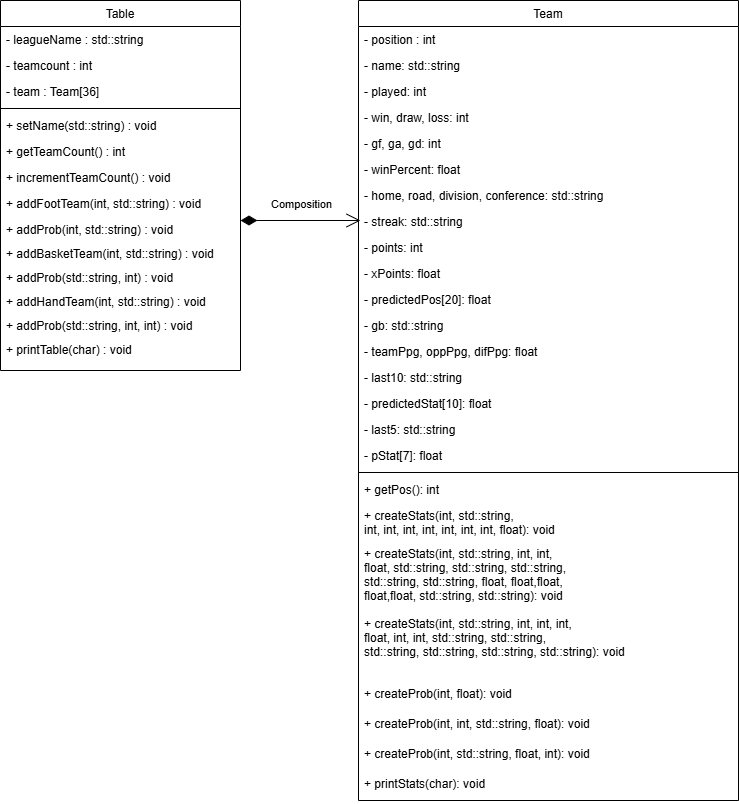 Table
- leagueName : std::string
- teamcount : int
- team : Team[36]
+ setName(std::string) : void
+ getTeamCount() : int
+ incrementTeamCount() : void
+ addFootTeam(int, std::string) : void
+ addProb(int, std::string) : void
+ addBasketTeam(int, std::string) : void
+ addProb(std::string, int) : void
+ addHandTeam(int, std::string) : void
+ addProb(std::string, int, int) : void
+ printTable(char) : void
Composition
Team
- position : int
- name: std::string
- played: int
- win, draw, loss: int
- gf, ga, gd: int
- winPercent: float
- home, road, division, conference: std::string
- streak: std::string
- points: int
- xPoints: float
- predictedPos[20]: float
- gb: std::string
- teamPpg, oppPpg, difPpg: float
- last10: std::string
- predictedStat[10]: float
- last5: std::string
- pStat[7]: float
+ getPos(): int
+ createStats(int, std::string,
int, int, int, int, int, int, int, float): void
+ createStats(int, std::string, int, int,
float, std::string, std::string, std::string,
std::string, std::string, float, float,float,
float,float, std::string, std::string): void
+ createStats(int, std::string, int, int, int,
float, int, int, std::string, std::string,
std::string, std::string, std::string, std::string): void
+ createProb(int, float): void
+ createProb(int, int, std::string, float): void
+ createProb(int, std::string, float, int): void
+ printStats(char): void